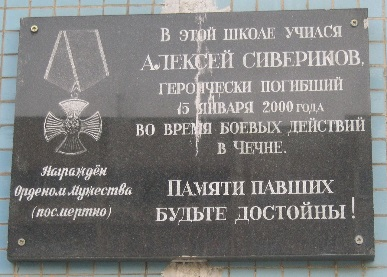 В ЭТОЙ ШКОЛЕ УЧИЛСЯ
АЛЕКСЕЙ СИВЕРИКОВ,
ГЕРОИЧЕСКИ ПОГИБШИЙ
15 ЯНВАРЯ 2000 ГОДА
ВО ВРЕМЯ БОЕВЫХ ДЕЙСТВИЙ
В ЧЕЧНЕ.
ПАМЯТИ ПАВШИХ
БУДЬТЕ ДОСТОЙНЫ!
Награждён
Орденом Мужества
(посмертно)